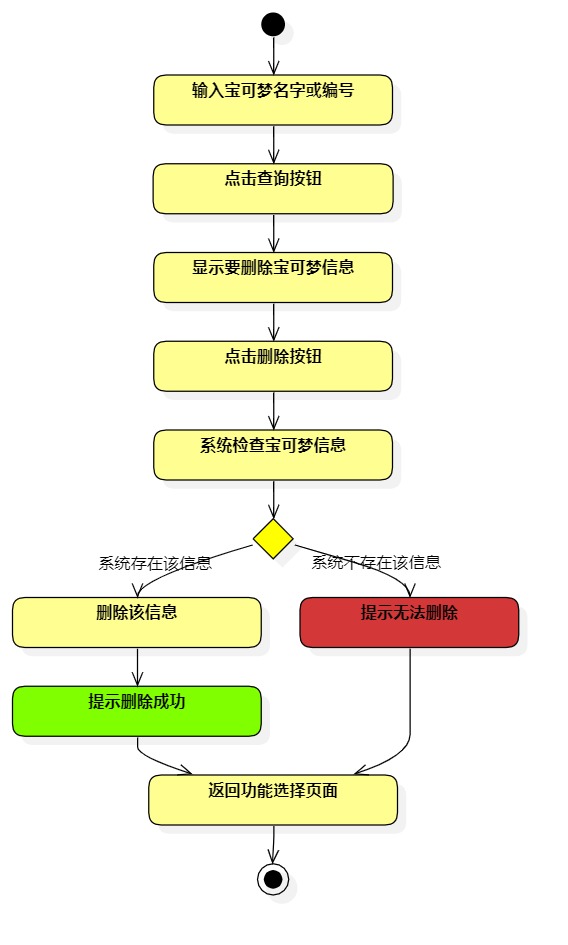 输入宝可梦名字或编号
点击查询按钮
显示要删除宝可梦信息
点击删除按钮
系统检查宝可梦信息
系统存在该信息
系统不存在该信息
删除该信息
提示无法删除
提示删除成功
返回功能选择页面